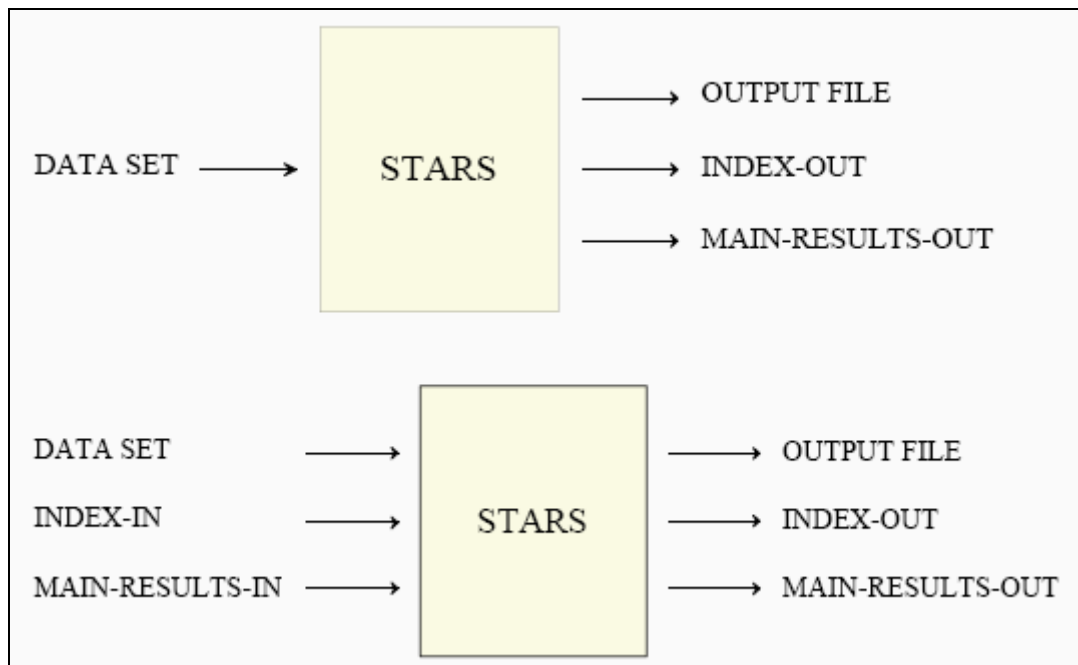 OUTPUT FILE
DATA SET
STARS
INDEX-OUT
MAIN-RESULTS-OUT
DATA SET
OUTPUT FILE
INDEX-IN
STARS
INDEX-OUT
MAIN-RESULTS-IN
MAIN-RESULTS-OUT